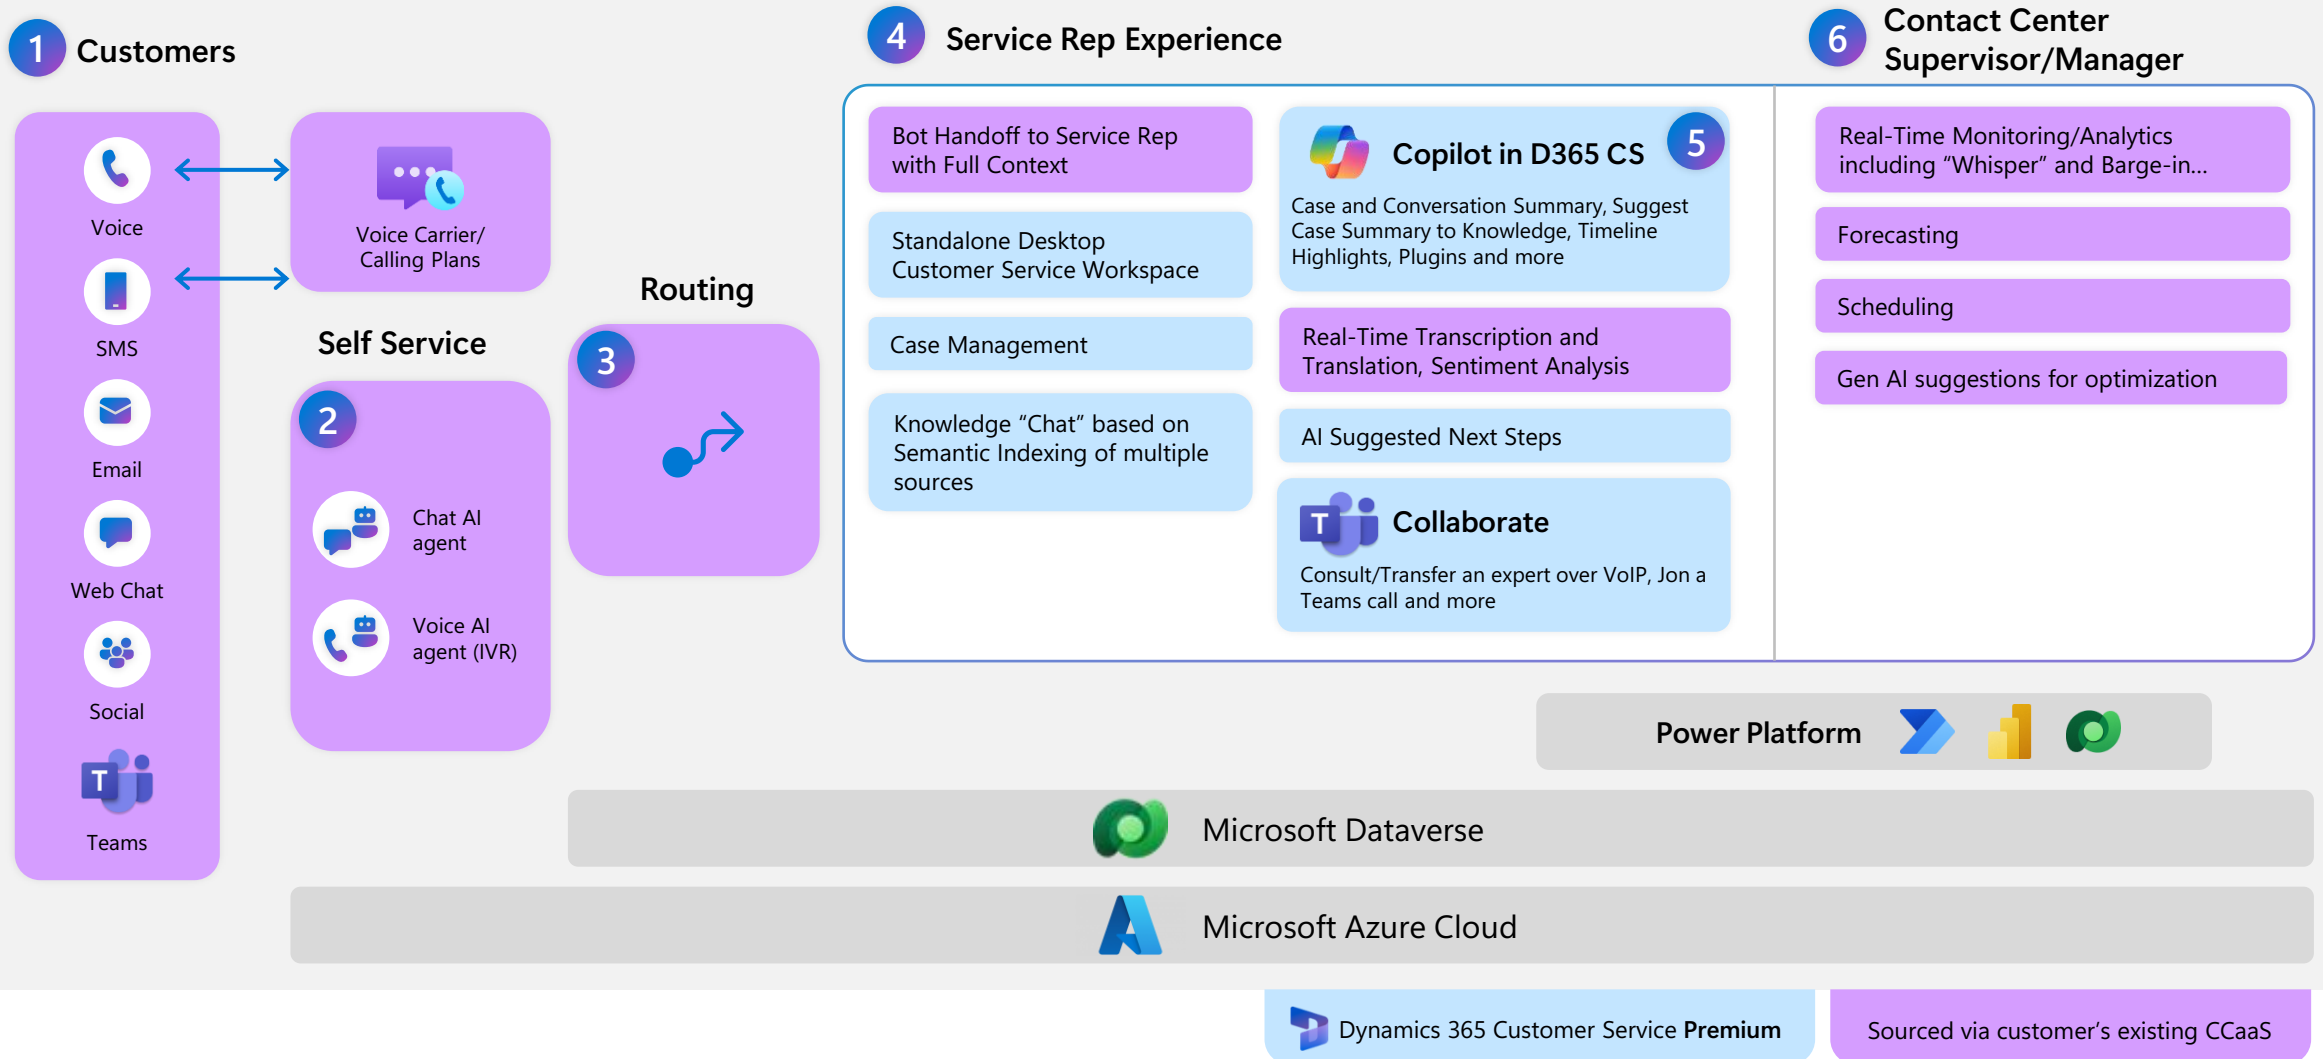 1
Customers
Voice
SMS
Email
Web Chat
Social
T
Teams
Voice Carrier/
Calling Plans
Self Service
2
Chat AI
agent
Voice AI
agent (IVR)
Routing
3
4
Service Rep Experience
Bot Handoff to Service Rep
with Full Context
Standalone Desktop
Customer Service Workspace
Case Management
Knowledge “Chat” based on
Semantic Indexing of multiple
sources
Copilot in D365 CS
5
Case and Conversation Summary, Suggest
Case Summary to Knowledge, Timeline
Highlights, Plugins and more
Real-Time Transcription and
Translation, Sentiment Analysis
AI Suggested Next Steps
T
Collaborate
Consult/Transfer an expert over VoIP, Jon a
Teams call and more
6
Contact Center
Supervisor/Manager
Real-Time Monitoring/Analytics
including “Whisper” and Barge-in...
Forecasting
Scheduling
Gen AI suggestions for optimization
Power Platform
Microsoft Dataverse
Microsoft Azure Cloud
Dynamics 365 Customer Service Premium
Sourced via customer’s existing CCaaS